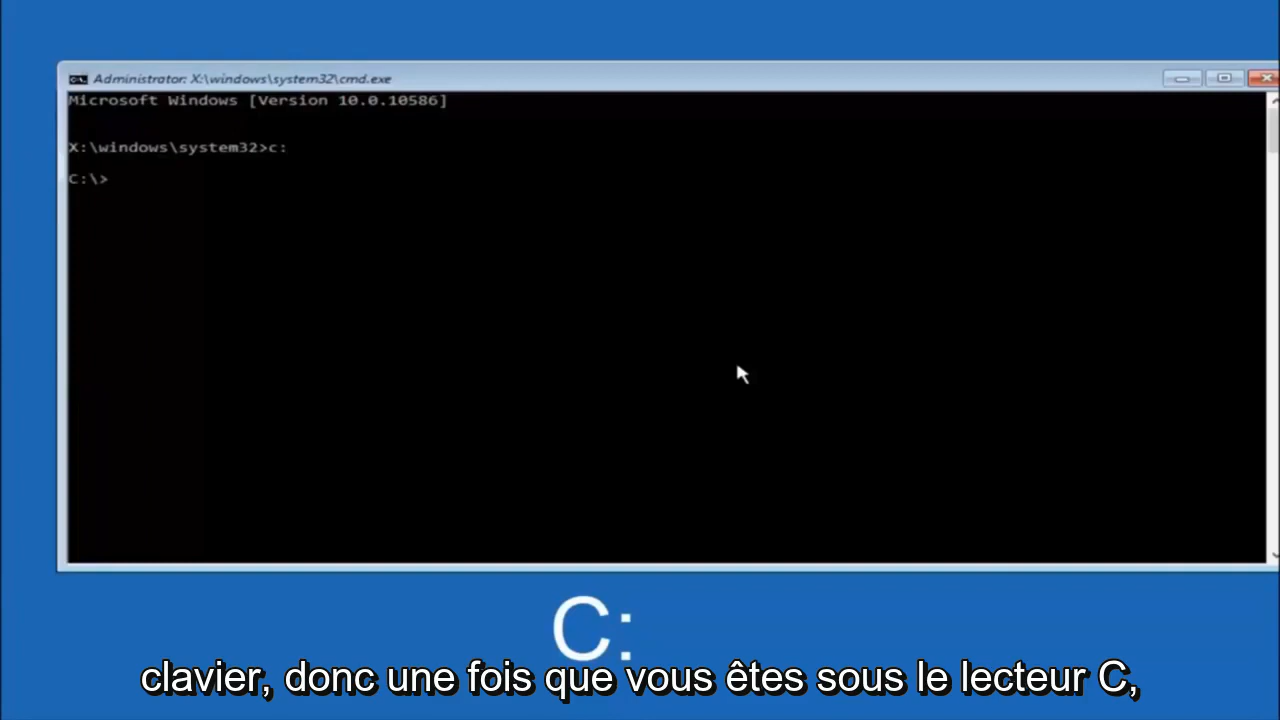 Administrator: X:\windows\system32\cmd.exe
Microsoft Windows [Version 10.0.10586]
X:\windows\system32>c:
C:\>
C:
clavier, donc une fois que vous êtes sous le lecteur C,